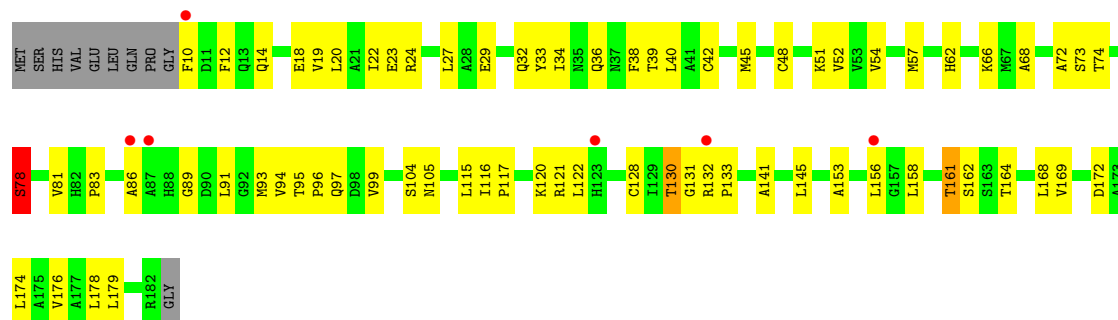 MET SER HIS VAL GLU LEU GLN PRO GLY F10 D11 F12 Q13 Q14 E18 V19 L20 A21 I22 E23 R24 L27 A28 E29 Q32 Y33 I34 N35 Q36 N37 F38 T39 L40 A41 C42 M45 C48 K51 V52 V53 V54 M57 H62 K66 M67 A68 A72 S73 T74
S78 V81 H82 P83 A86 A87 H88 G89 D90 L91 G92 M93 V94 T95 P96 Q97 D98 V99 S104 N105 L115 I116 P117 K120 R121 L122 H123 C128 I129 T130 G131 R132 P133 A141 L145 A153 L156 G157 L158 T161 S162 S163 T164 L168 V169 D172 A173
L174 A175 V176 A177 L178 L179 R182 GLY